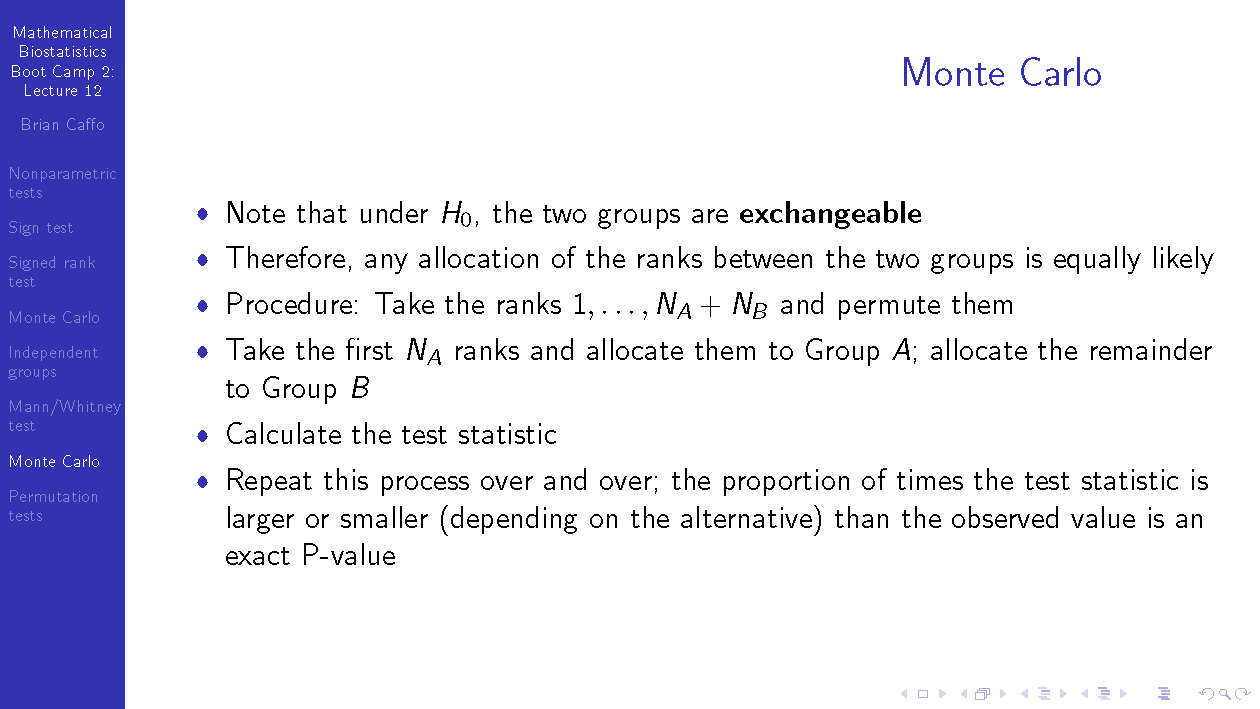 Mathematical
Biostatistics
Boot Camp 2:
Lecture 12
Brian Caffo
Nonparametric
tests
Sign test
Signed rank
test
Monte Carlo
Independent
groups
Mann/Whitney
test
Monte Carlo
Permutation
tests
Monte Carlo
• Note that under H₀, the two groups are exchangeable
• Therefore, any allocation of the ranks between the two groups is equally likely
• Procedure: Take the ranks 1, . . . , N_A + N_B and permute them
• Take the first N_A ranks and allocate them to Group A; allocate the remainder
to Group B
• Calculate the test statistic
• Repeat this process over and over; the proportion of times the test statistic is
larger or smaller (depending on the alternative) than the observed value is an
exact P-value